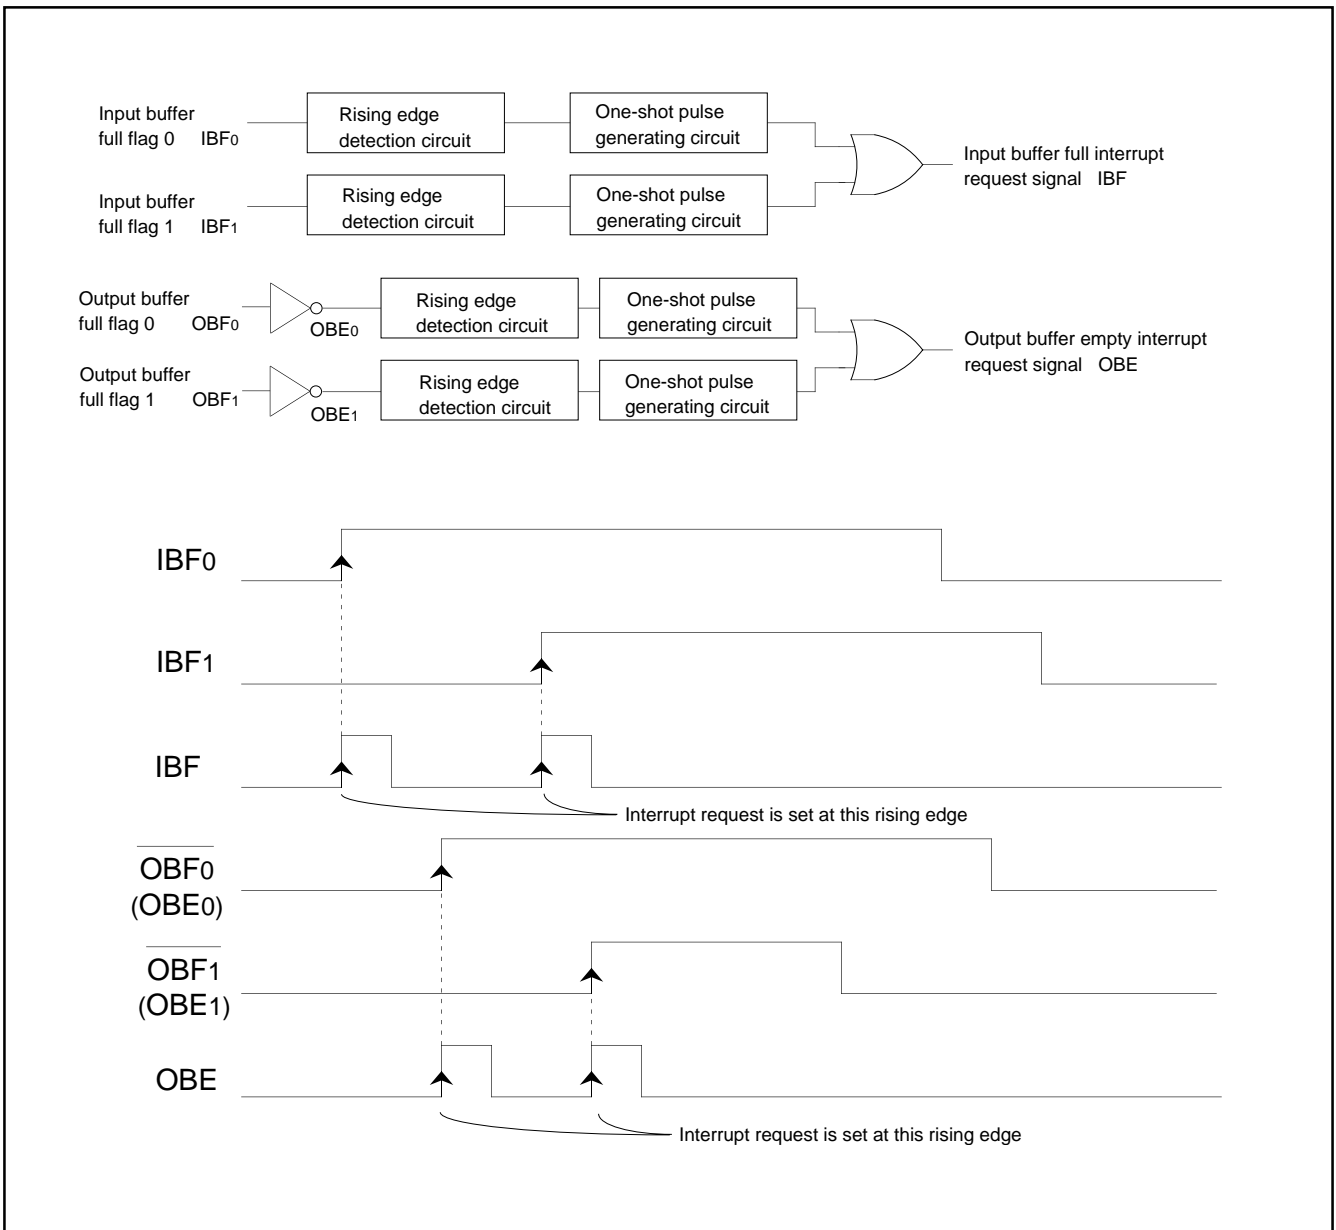 Input buffer
full flag 0 IBF0
Rising edge
detection circuit
One-shot pulse
generating circuit
Input buffer full interrupt
request signal IBF
Input buffer
full flag 1 IBF1
Rising edge
detection circuit
One-shot pulse
generating circuit
Output buffer
full flag 0 OBF0
OBE0
Rising edge
detection circuit
One-shot pulse
generating circuit
Output buffer empty interrupt
request signal OBE
Output buffer
full flag 1 OBF1
OBE1
Rising edge
detection circuit
One-shot pulse
generating circuit
IBF0
IBF1
IBF
Interrupt request is set at this rising edge
OBF0
(OBE0)
OBF1
(OBE1)
OBE
Interrupt request is set at this rising edge